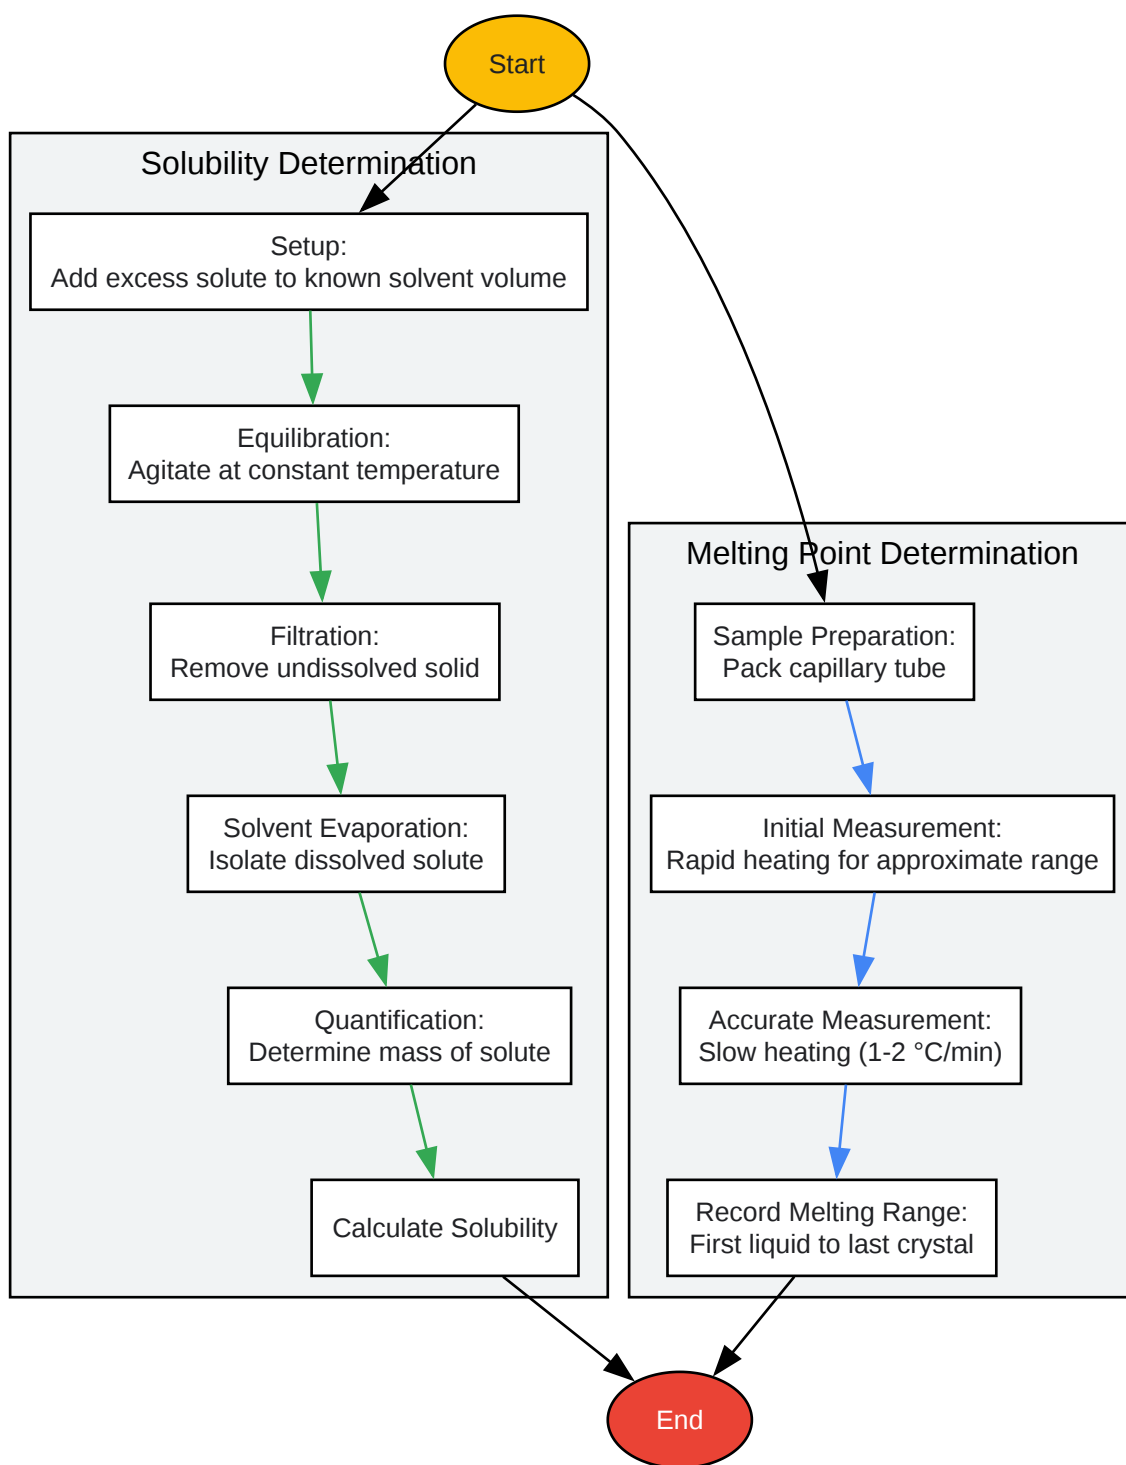 Start
Solubility Determination
Setup:
Add excess solute to known solvent volume
Equilibration:
Agitate at constant temperature
Filtration:
Remove undissolved solid
Solvent Evaporation:
Isolate dissolved solute
Quantification:
Determine mass of solute
Calculate Solubility
Melting Point Determination
Sample Preparation:
Pack capillary tube
Initial Measurement:
Rapid heating for approximate range
Accurate Measurement:
Slow heating (1-2 °C/min)
Record Melting Range:
First liquid to last crystal
End